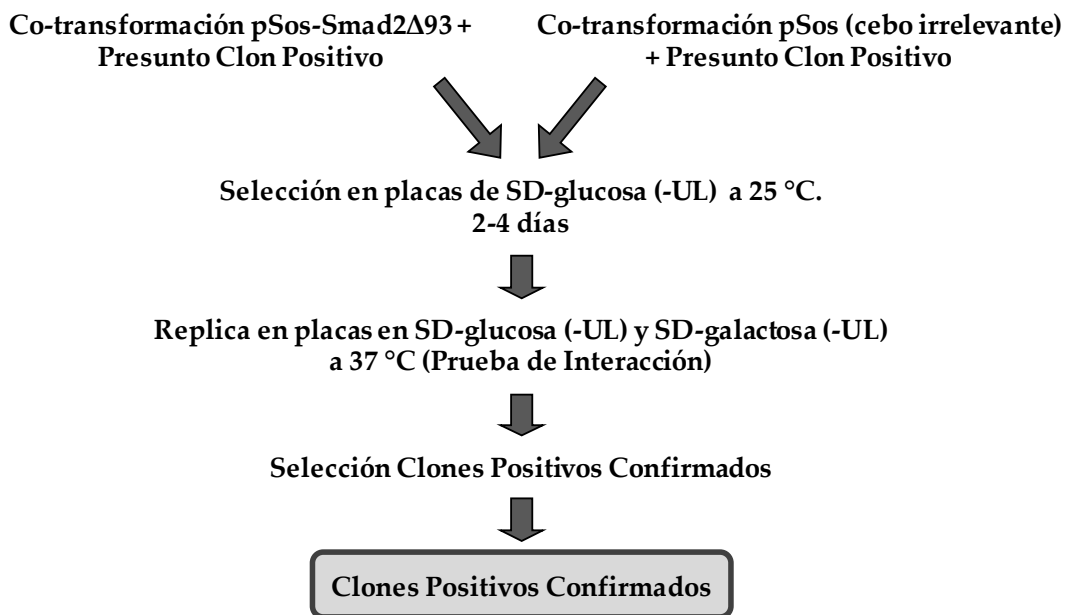 Co-transformación pSos-Smad2Δ93 +
Presunto Clon Positivo
Co-transformación pSos (cebo irrelevante)
+ Presunto Clon Positivo
Selección en placas de SD-glucosa (-UL) a 25 °C.
2-4 días
Replica en placas en SD-glucosa (-UL) y SD-galactosa (-UL)
a 37 °C (Prueba de Interacción)
Selección Clones Positivos Confirmados
Clones Positivos Confirmados